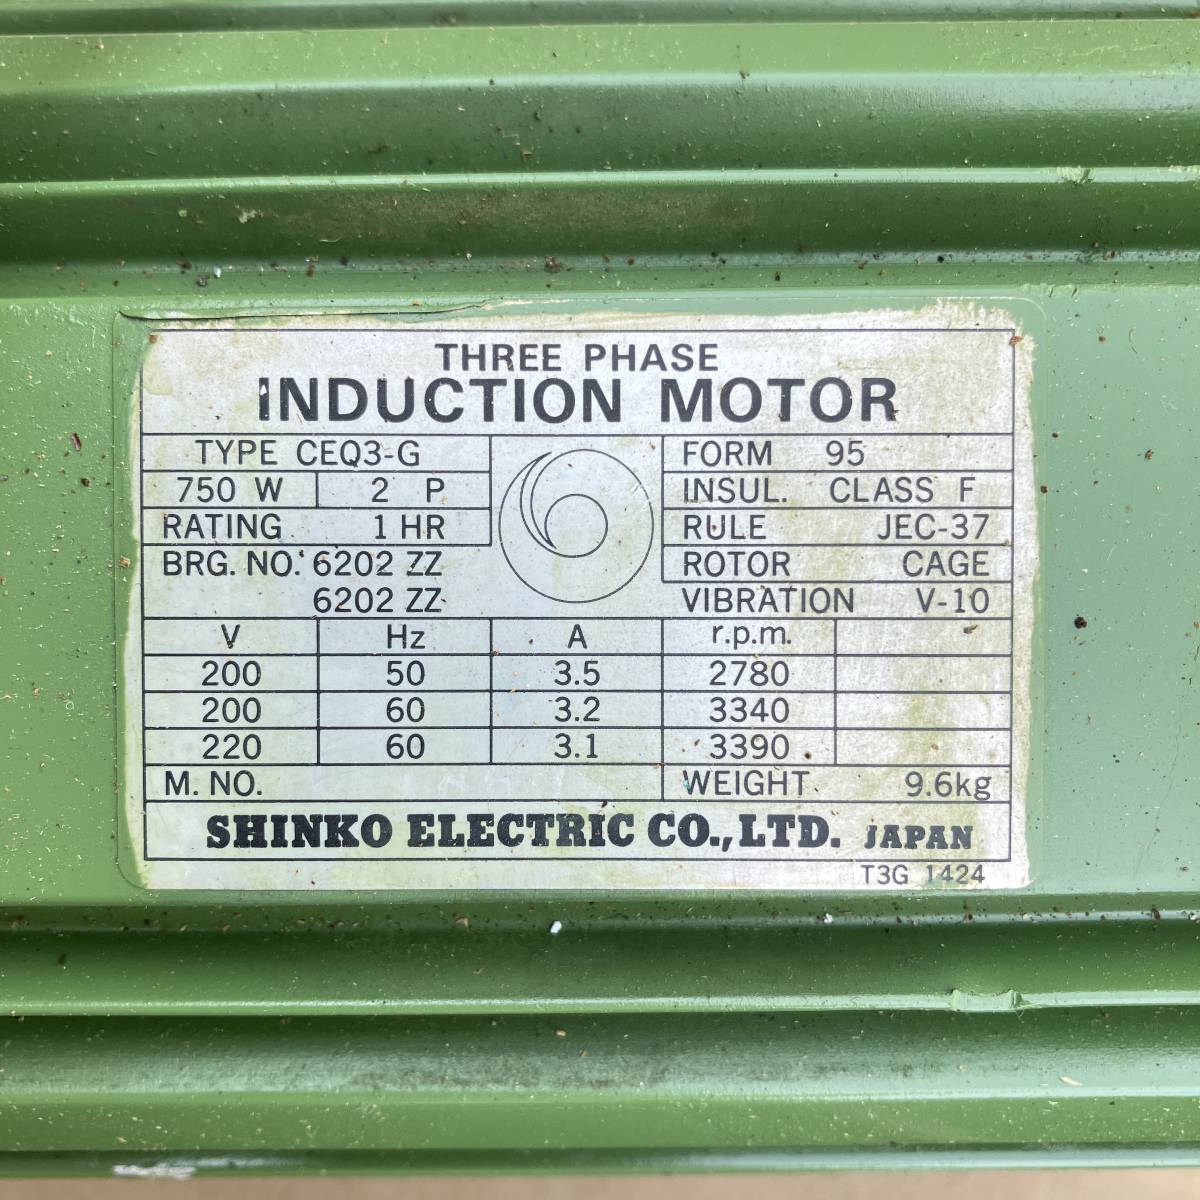 THREE PHASE
INDUCTION MOTOR
TYPE CEQ3-G
FORM 95
750 W 2 P
INSUL. CLASS F
RATING 1 HR
RULE JEC-37
BRG. NO. 6202 ZZ
ROTOR CAGE
6202 ZZ
VIBRATION V-10
V Hz A r.p.m.
200 50 3.5 2780
200 60 3.2 3340
220 60 3.1 3390
M. NO. WEIGHT 9.6kg
SHINKO ELECTRIC CO.,LTD. JAPAN
T3G 1424